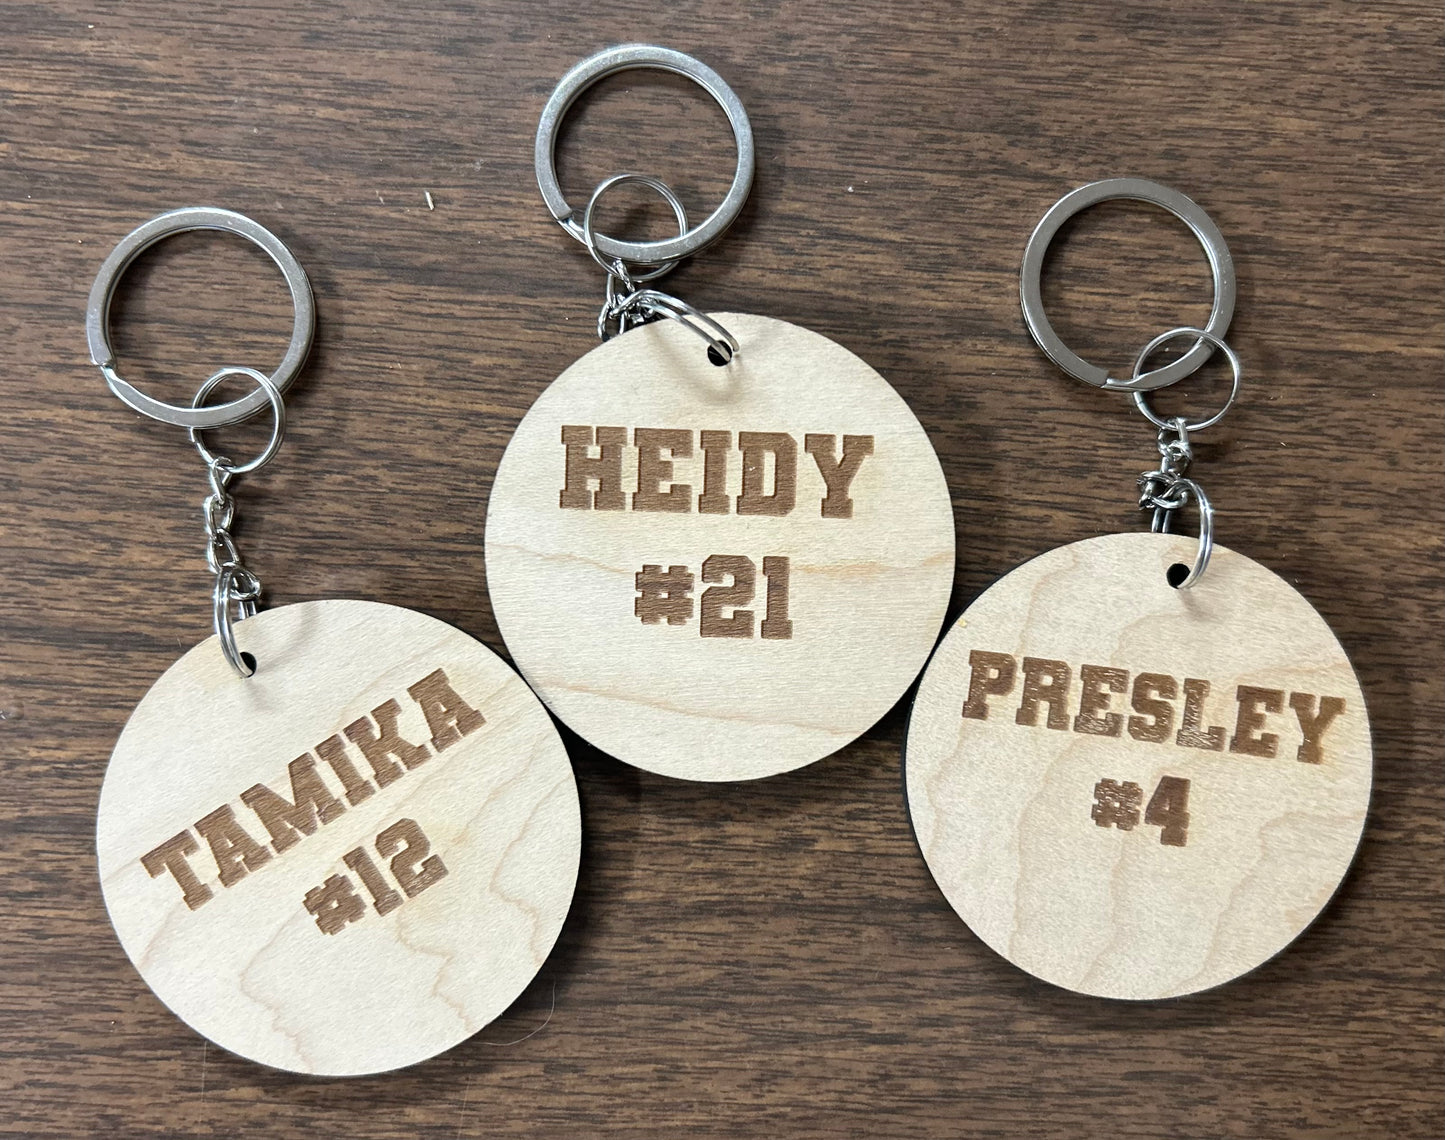 TAMIKA
#12
HEIDY
#21
PRESLEY
#4